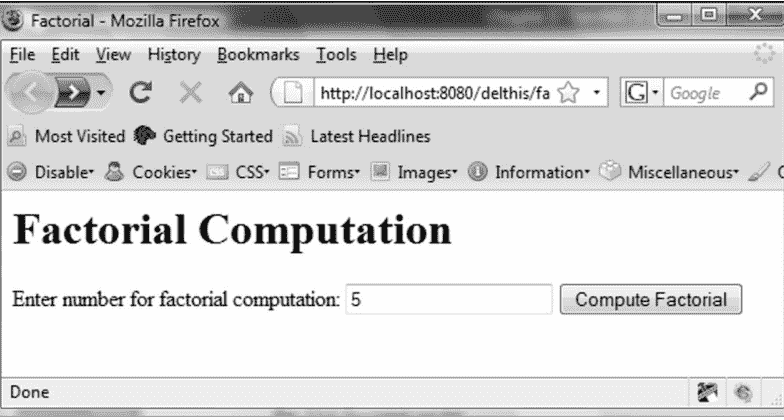 Factorial - Mozilla Firefox
File Edit View History Bookmarks Tools Help
http://localhost:8080/delthis/fa G Google
Most Visited Getting Started Latest Headlines
Disable Cookies CSS Forms Images Information Miscellaneous
Factorial Computation
Enter number for factorial computation: 5 Compute Factorial
Done